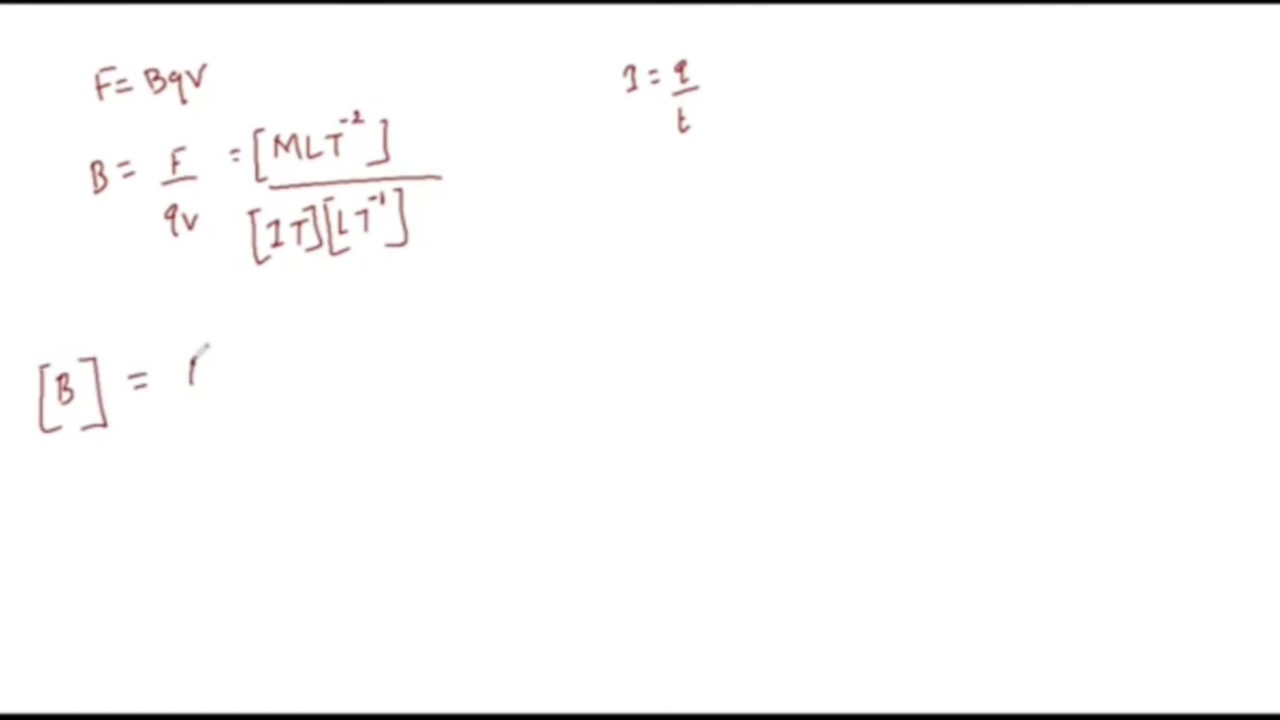 F = BqV
I = q/t
B = F/qV = [MLT⁻²]/[IT][LT⁻¹]
[B] =